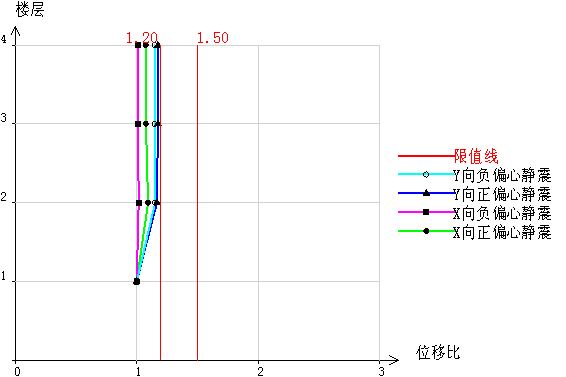 楼层
4
1.20
1.50
3
限值线
Y向负偏心静震
Y向正偏心静震
2
X向负偏心静震
X向正偏心静震
1
位移比
0
1
2
3